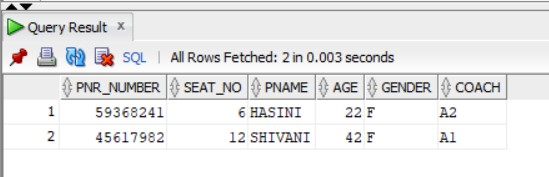 Query Result x
SQL | All Rows Fetched: 2 in 0.003 seconds
PNR_NUMBER SEAT_NO PNAME AGE GENDER COACH
1 59368241 6 HASINI 22 F A2
2 45617982 12 SHIVANI 42 F A1